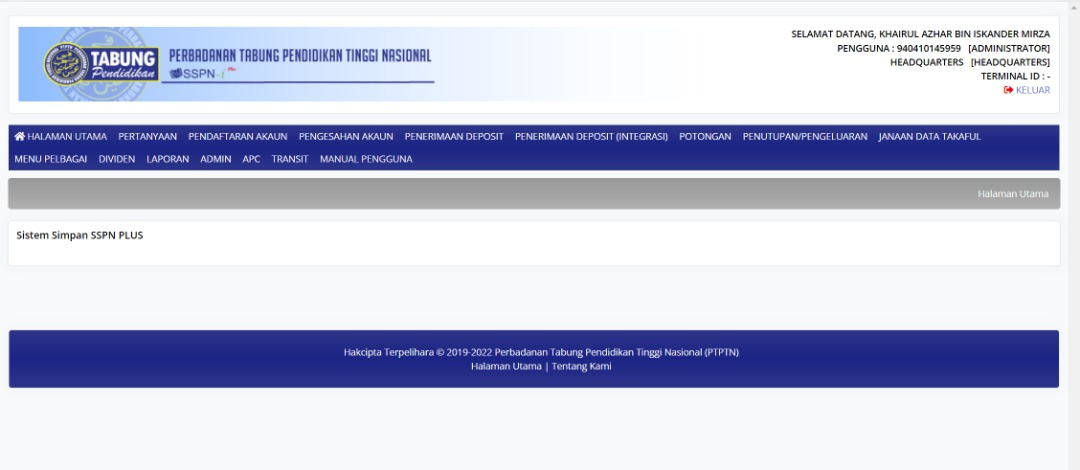 TABUNG
Pendidikan
PERBADANAN TABUNG PENDIDIKAN TINGGI NASIONAL
SSPN-i Plus
SELAMAT DATANG, KHAIRUL AZHAR BIN ISKANDER MIRZA
PENGGUNA : 940410145959 [ADMINISTRATOR]
HEADQUARTERS [HEADQUARTERS]
TERMINAL ID : -
KELUAR
HALAMAN UTAMA PERTANYAAN PENDAFTARAN AKAUN PENGESAHAN AKAUN PENERIMAAN DEPOSIT PENERIMAAN DEPOSIT (INTEGRASI) POTONGAN PENUTUPAN/PENGELUARAN JANAAN DATA TAKAFUL
MENU PELBAGAI DIVIDEN LAPORAN ADMIN APC TRANSIT MANUAL PENGGUNA
Halaman Utama
Sistem Simpan SSPN PLUS
Hakcipta Terpelihara © 2019-2022 Perbadanan Tabung Pendidikan Tinggi Nasional (PTPTN)
Halaman Utama | Tentang Kami